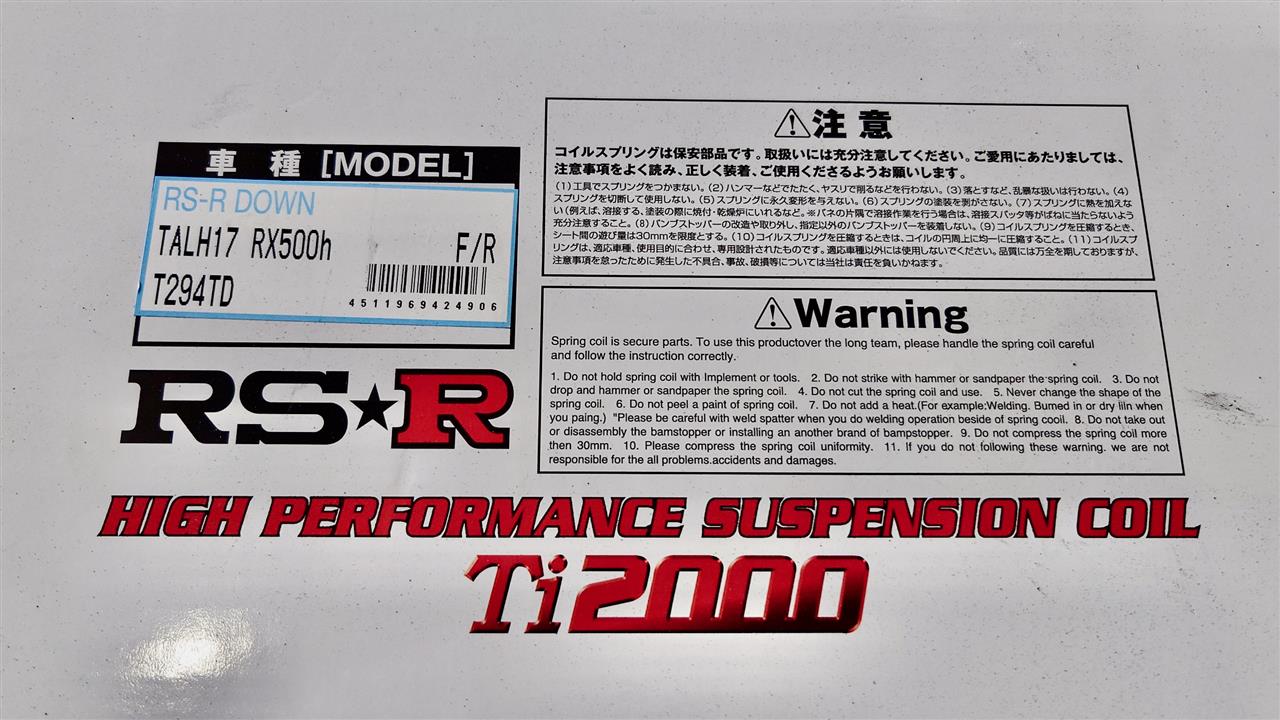 車 種 [MODEL]
RS-R DOWN
TALH17 RX500h F/R
T294TD
4511969424906
RS★R
⚠注 意
コイルスプリングは保安部品です。取扱いには充分注意してください。ご愛用にあたりましては、
注意事項をよく読み、正しく装着、ご使用くださるようお願いします。
(1)工具でスプリングをつかまない。(2)ハンマーなどでたたく、ヤスリで削るなどを行わない。(3)落とすなど、乱暴な扱いは行わない。(4)
スプリングを切断して使用しない。(5)スプリングに永久変形を与えない。(6)スプリングの塗装を剥がさない。(7)スプリングに熱を加えな
い(例えば、溶接する、塗装の際に焼付・乾燥炉にいれるなど。※バネの片隅で溶接作業を行う場合は、溶接スパッタ等がばねに当たらないよう
充分注意すること。(8)バンプストッパーの改造や取り外し、指定以外のバンプストッパーを装着しない。(9)コイルスプリングを圧縮するとき、
シート間の遊び量は30mmを限度とする。(10)コイルスプリングを圧縮するときは、コイルの円周上に均一に圧縮すること。(11)コイルスプ
リングは、適応車種、使用目的に合わせ、専用設計されたものです。適応車種以外には使用しないでください。品質には万全を期しておりますが、
注意事項を怠ったために発生した不具合、事故、破損等については当社は責任を負いかねます。
⚠Warning
Spring coil is secure parts. To use this productover the long team, please handle the spring coil careful
and follow the instruction correctly.
1. Do not hold spring coil with Implement or tools. 2. Do not strike with hammer or sandpaper the spring coil. 3. Do not
drop and hammer or sandpaper the spring coil. 4. Do not cut the spring coil and use. 5. Never change the shape of the
spring coil. 6. Do not peel a paint of spring coil. 7. Do not add a heat.(For example:Welding. Burned in or dry iiln when
you paing.) "Please be careful with weld spatter when you do welding operation beside of spring cooil. 8. Do not take out
or disassembly the bamstopper or installing an another brand of bampstopper. 9. Do not compress the spring coil more
then 30mm. 10. Please compress the spring coil uniformity. 11. If you do not following these warning. we are not
responsible for the all problems.accidents and damages.
HIGH PERFORMANCE SUSPENSION COIL
Ti2000